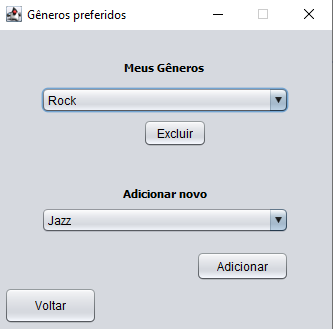 Gêneros preferidos
Meus Gêneros
Rock
Excluir
Adicionar novo
Jazz
Adicionar
Voltar